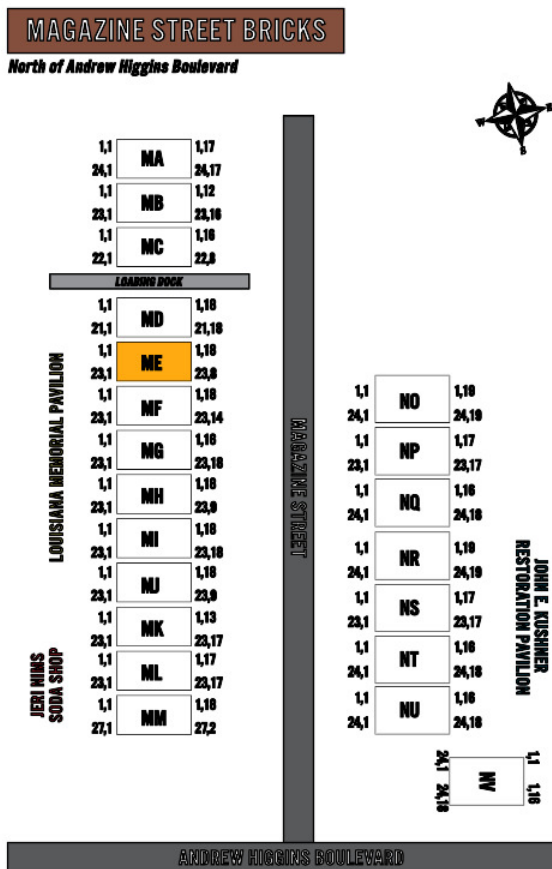 MAGAZINE STREET BRICKS
North of Andrew Higgins Boulevard
W
S
1,1 MA 1,17
24,1 24,17
1,1 MB 1,12
23,1 23,16
1,1 MC 1,16
22,1 22,8
LOADING DOCK
1,1 MD 1,18
21,1 21,18
1,1 ME 1,18
23,1 23,8
1,1 MF 1,18
23,1 23,14
1,1 MG 1,16
23,1 23,18
1,1 MH 1,18
23,1 23,9
1,1 MI 1,18
23,1 23,18
1,1 MJ 1,18
23,1 23,9
1,1 MK 1,13
23,1 23,17
1,1 ML 1,17
23,1 23,17
1,1 MM 1,18
27,1 27,2
LOUISIANA MEMORIAL PAVILION
JERI NIMS
SODA SHOP
MAGAZINE STREET
1,1 NO 1,19
24,1 24,19
1,1 NP 1,17
23,1 23,17
1,1 NQ 1,16
24,1 24,18
1,1 NR 1,19
24,1 24,19
1,1 NS 1,17
23,1 23,17
1,1 NT 1,16
24,1 24,18
1,1 NU 1,16
24,1 24,18
JOHN E. KUSHNER
RESTORATION PAVILION
24,1 NV 1,1
24,18 1,16
ANDREW HIGGINS BOULEVARD